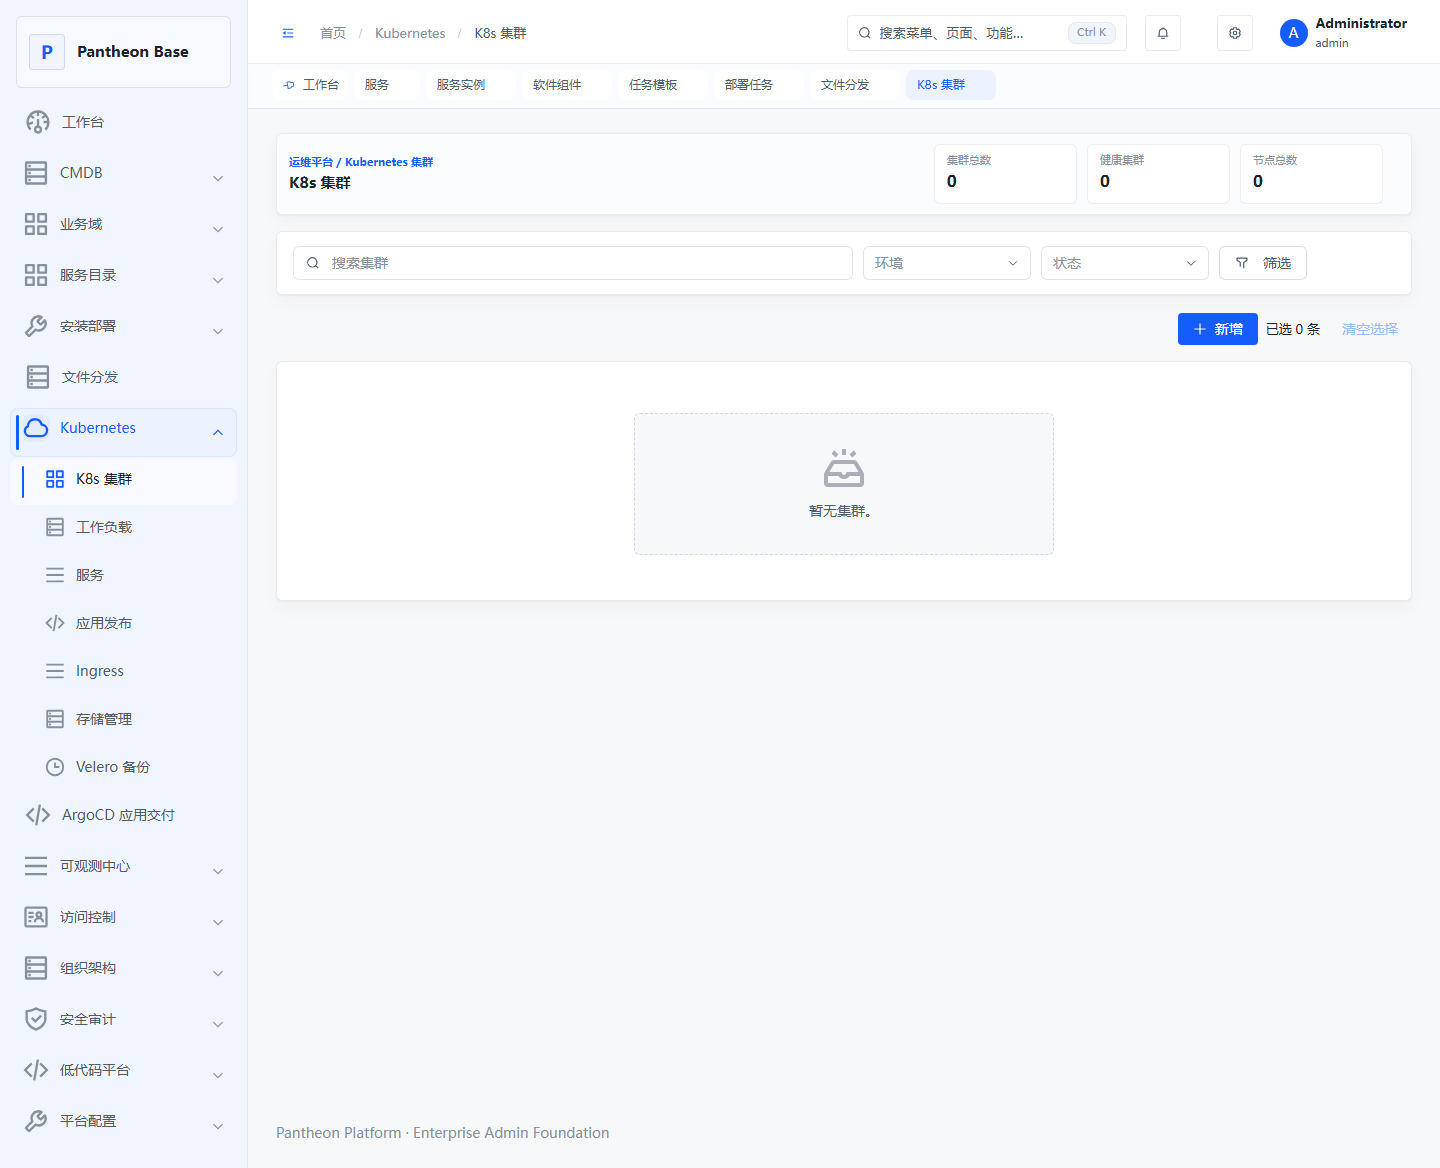 P
Pantheon Base
工作台
CMDB
业务域
服务目录
安装部署
文件分发
Kubernetes
K8s 集群
工作负载
服务
应用发布
Ingress
存储管理
Velero 备份
ArgoCD 应用交付
可观测中心
访问控制
组织架构
安全审计
低代码平台
平台配置
首页 / Kubernetes / K8s 集群
搜索菜单、页面、功能... Ctrl K
A
Administrator
admin
工作台 服务 服务实例 软件组件 任务模板 部署任务 文件分发 K8s 集群
运维平台 / Kubernetes 集群
K8s 集群
集群总数
0
健康集群
0
节点总数
0
搜索集群 环境 状态 筛选
新增 已选 0 条 清空选择
暂无集群。
Pantheon Platform · Enterprise Admin Foundation